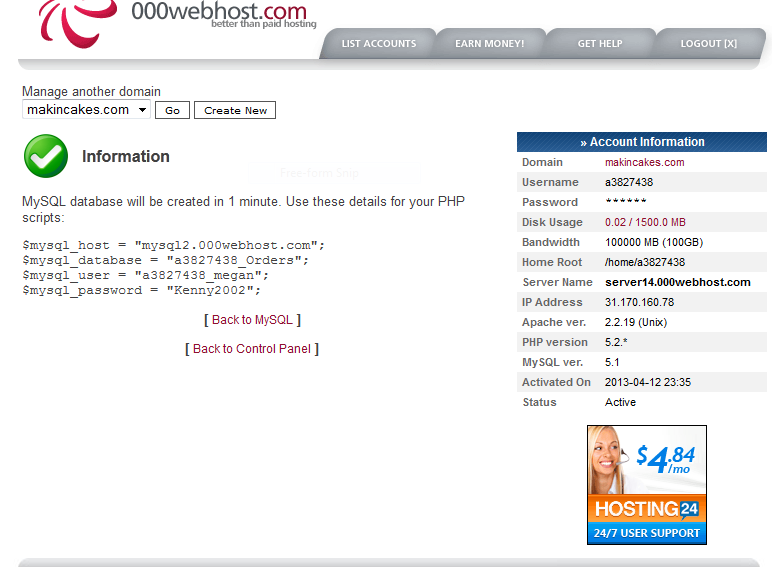 000webhost.com
better than paid hosting
LIST ACCOUNTS
EARN MONEY!
GET HELP
LOGOUT [X]
Manage another domain
makincakes.com
Go
Create New
Information
Free-form Snip
MySQL database will be created in 1 minute. Use these details for your PHP
scripts:
$mysql_host = "mysql2.000webhost.com";
$mysql_database = "a3827438_Orders";
$mysql_user = "a3827438_megan";
$mysql_password = "Kenny2002";
[ Back to MySQL ]
[ Back to Control Panel ]
» Account Information
Domain makincakes.com
Username a3827438
Password ******
Disk Usage 0.02 / 1500.0 MB
Bandwidth 100000 MB (100GB)
Home Root /home/a3827438
Server Name server14.000webhost.com
IP Address 31.170.160.78
Apache ver. 2.2.19 (Unix)
PHP version 5.2.*
MySQL ver. 5.1
Activated On 2013-04-12 23:35
Status Active
$4.84
/mo
HOSTING24
24/7 USER SUPPORT